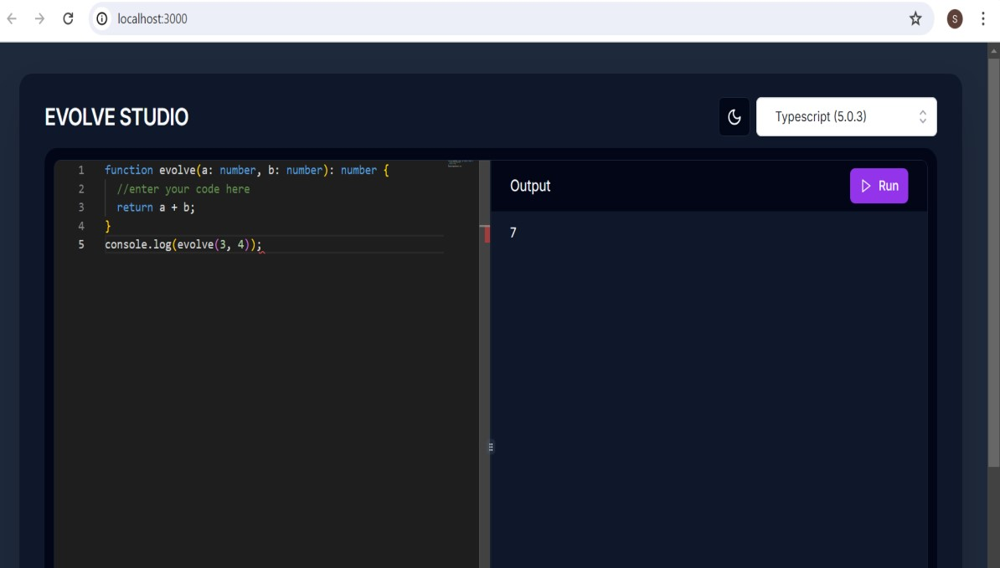 localhost:3000
S
EVOLVE STUDIO
Typescript (5.0.3)
1 function evolve(a: number, b: number): number {
2 //enter your code here
3 return a + b;
4 }
5 console.log(evolve(3, 4));
Output
Run
7